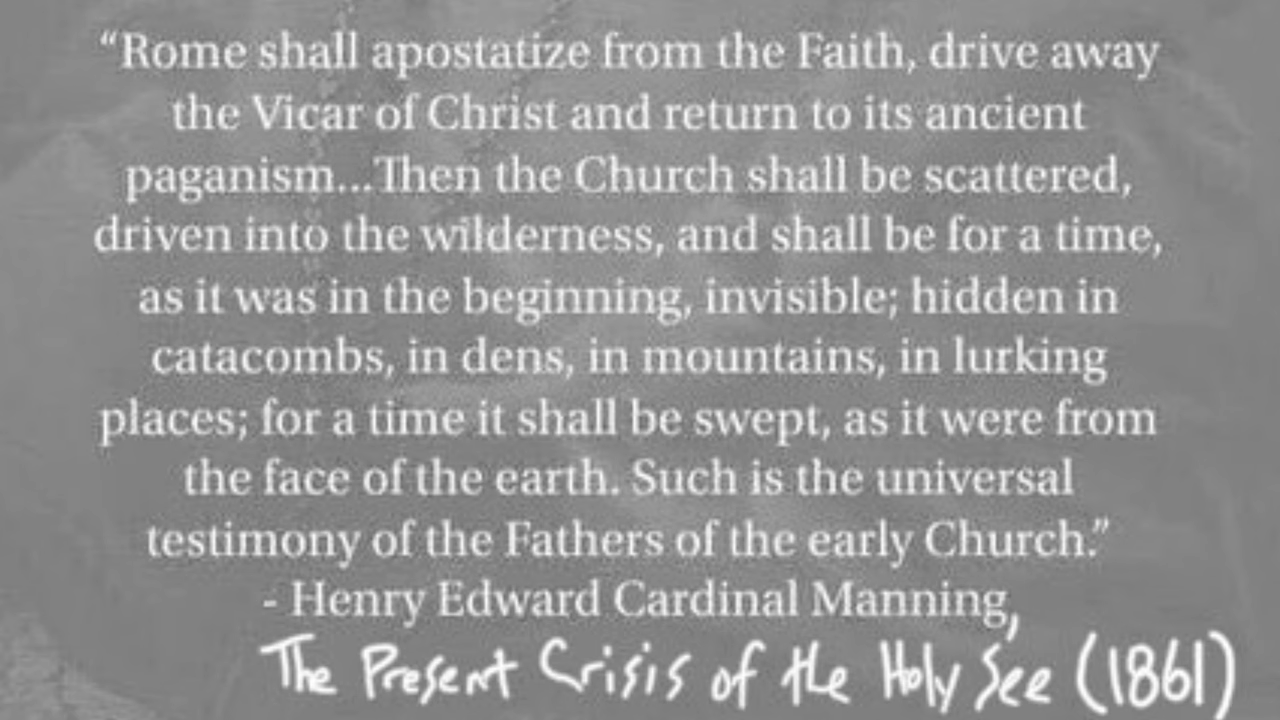 “Rome shall apostatize from the Faith, drive away
the Vicar of Christ and return to its ancient
paganism...Then the Church shall be scattered,
driven into the wilderness, and shall be for a time,
as it was in the beginning, invisible; hidden in
catacombs, in dens, in mountains, in lurking
places; for a time it shall be swept, as it were from
the face of the earth. Such is the universal
testimony of the Fathers of the early Church.”
- Henry Edward Cardinal Manning,
The Present Crisis of the Holy See (1861)